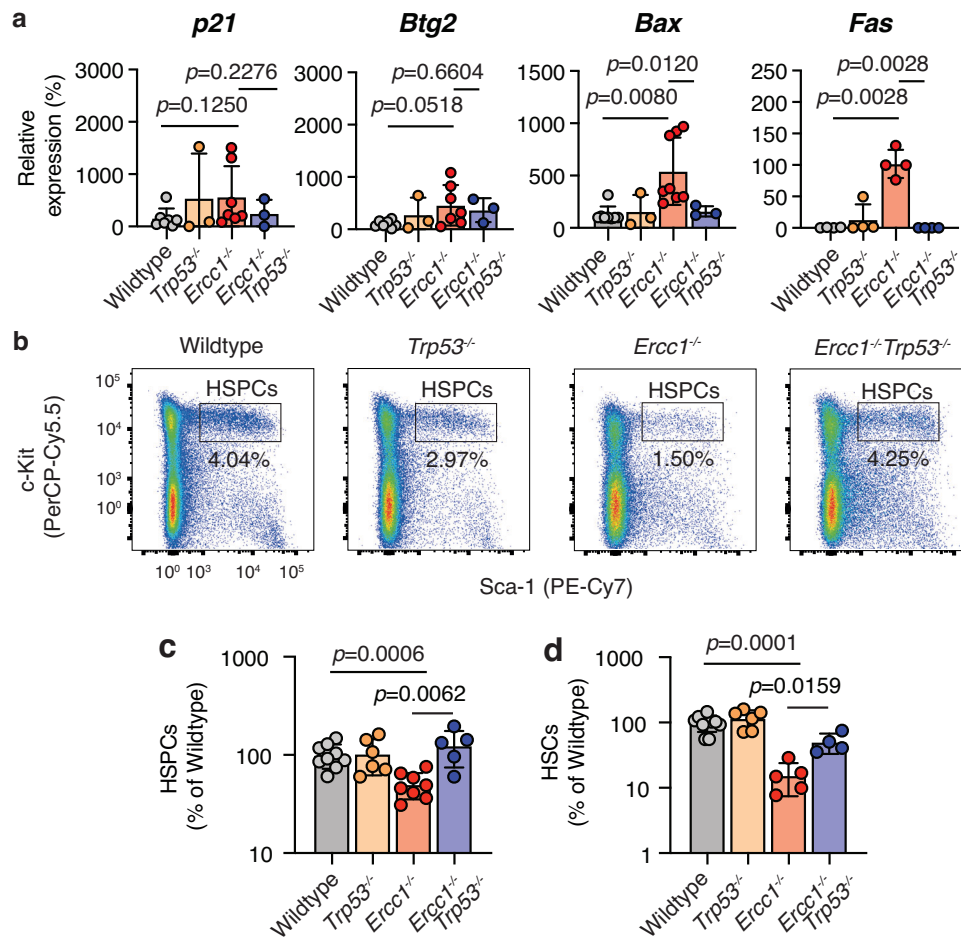 a
p21
Btg2
Bax
Fas
Relative
expression (%)
3000
2000
1000
0
p=0.2276
p=0.1250
Wildtype
Trp53-/-
Ercc1-/-
Ercc1-/-
Trp53-/-
3000
2000
1000
0
p=0.6604
p=0.0518
Wildtype
Trp53-/-
Ercc1-/-
Ercc1-/-
Trp53-/-
1500
1000
500
0
p=0.0120
p=0.0080
Wildtype
Trp53-/-
Ercc1-/-
Ercc1-/-
Trp53-/-
250
200
150
100
50
0
p=0.0028
p=0.0028
Wildtype
Trp53-/-
Ercc1-/-
Ercc1-/-
Trp53-/-
b
Wildtype
Trp53-/-
Ercc1-/-
Ercc1-/-Trp53-/-
c-Kit
(PerCP-Cy5.5)
10^5
10^4
10^3
10^0
HSPCs
4.04%
HSPCs
2.97%
HSPCs
1.50%
HSPCs
4.25%
10^0 10^3 10^4 10^5
Sca-1 (PE-Cy7)
c
HSPCs
(% of Wildtype)
1000
100
10
p=0.0006
p=0.0062
Wildtype
Trp53-/-
Ercc1-/-
Ercc1-/-
Trp53-/-
d
HSCs
(% of Wildtype)
1000
100
10
1
p=0.0001
p=0.0159
Wildtype
Trp53-/-
Ercc1-/-
Ercc1-/-
Trp53-/-